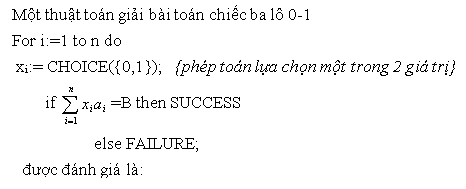 Một thuật toán giải bài toán chiếc ba lô 0-1
For i:=1 to n do
xi:= CHOICE({0,1}); {phép toán lựa chọn một trong 2 giá trị}
if \sum_{i=1}^{n} x_i a_i =B then SUCCESS
else FAILURE;
được đánh giá là: